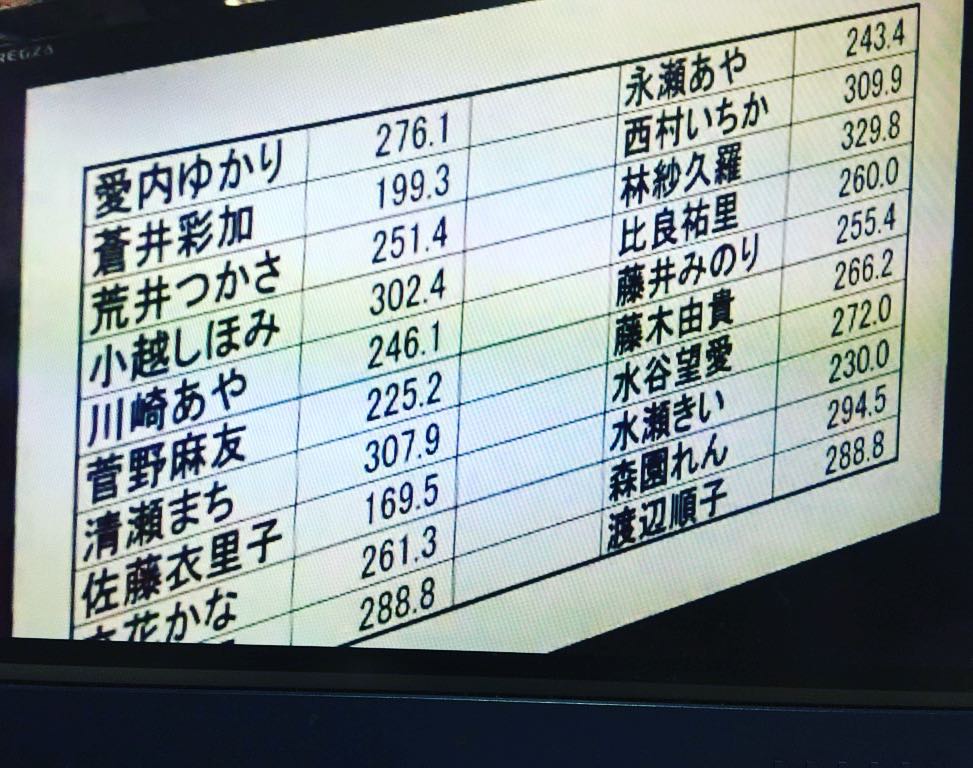 REGZA
愛内ゆかり 276.1 永瀬あや 243.4
蒼井彩加 199.3 西村いちか 309.9
荒井つかさ 251.4 林紗久羅 329.8
小越しほみ 302.4 比良祐里 260.0
川崎あや 246.1 藤井みのり 255.4
菅野麻友 225.2 藤木由貴 266.2
清瀬まち 307.9 水谷望愛 272.0
佐藤衣里子 169.5 水瀬きい 230.0
花かな 261.3 森園れん 294.5
288.8 渡辺順子 288.8